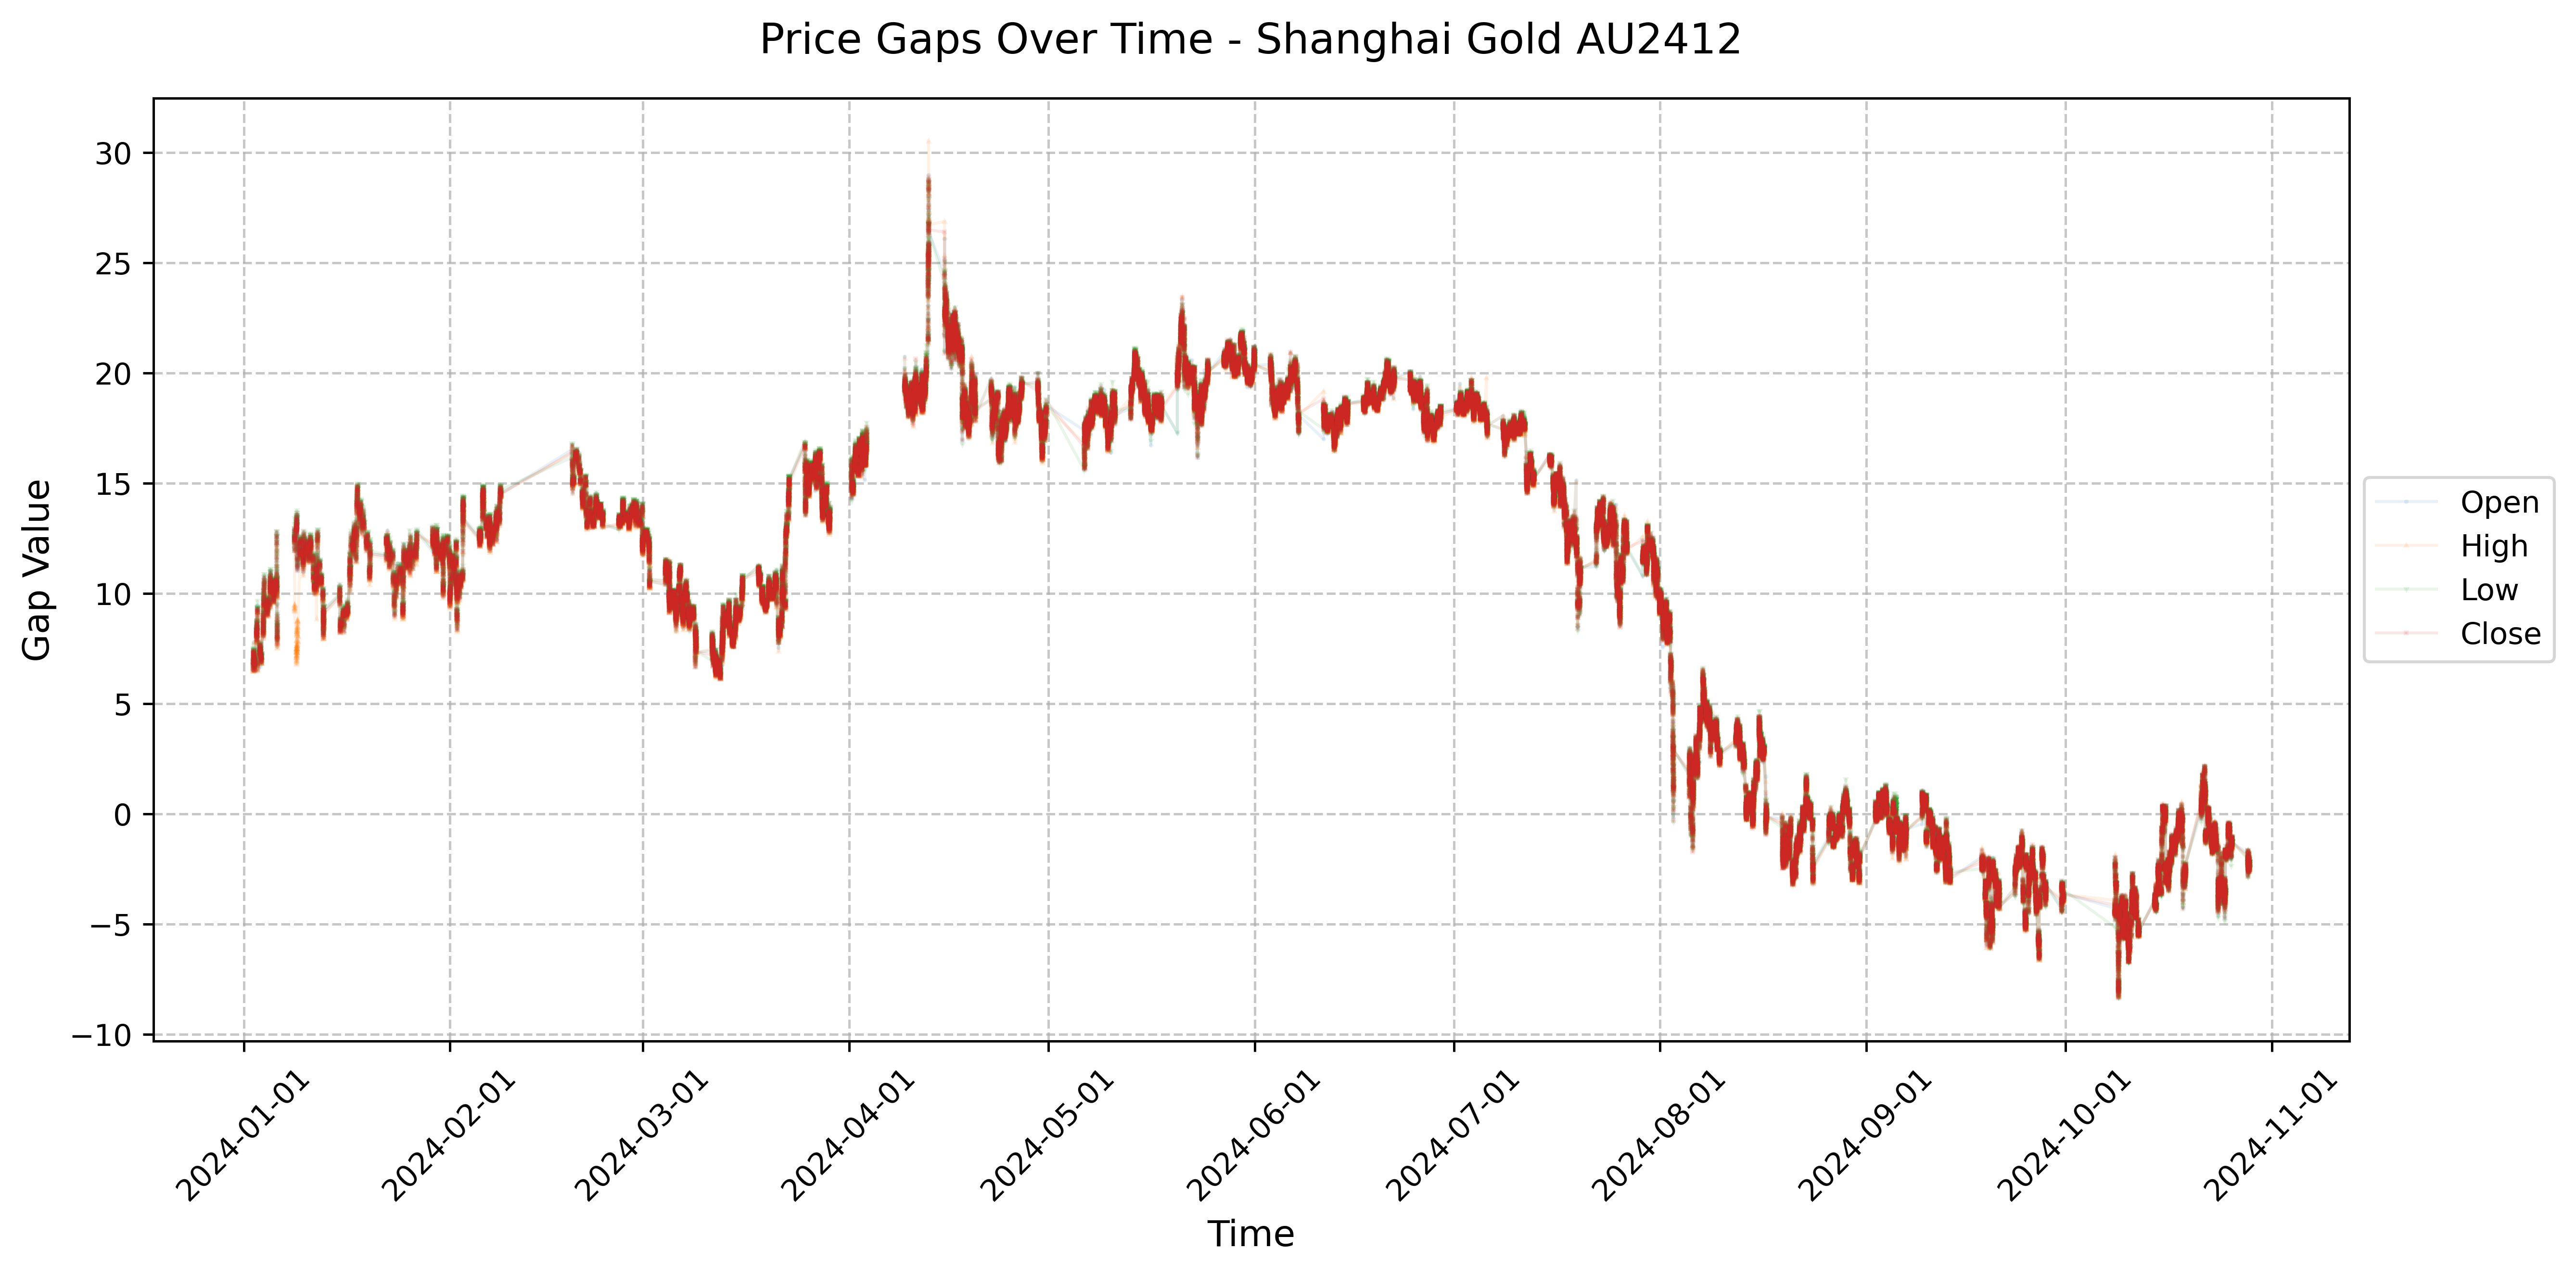 Price Gaps Over Time - Shanghai Gold AU2412
Gap Value
30
25
20
15
10
5
0
−5
−10
2024-01-01
2024-02-01
2024-03-01
2024-04-01
2024-05-01
2024-06-01
2024-07-01
2024-08-01
2024-09-01
2024-10-01
2024-11-01
Time
Open
High
Low
Close